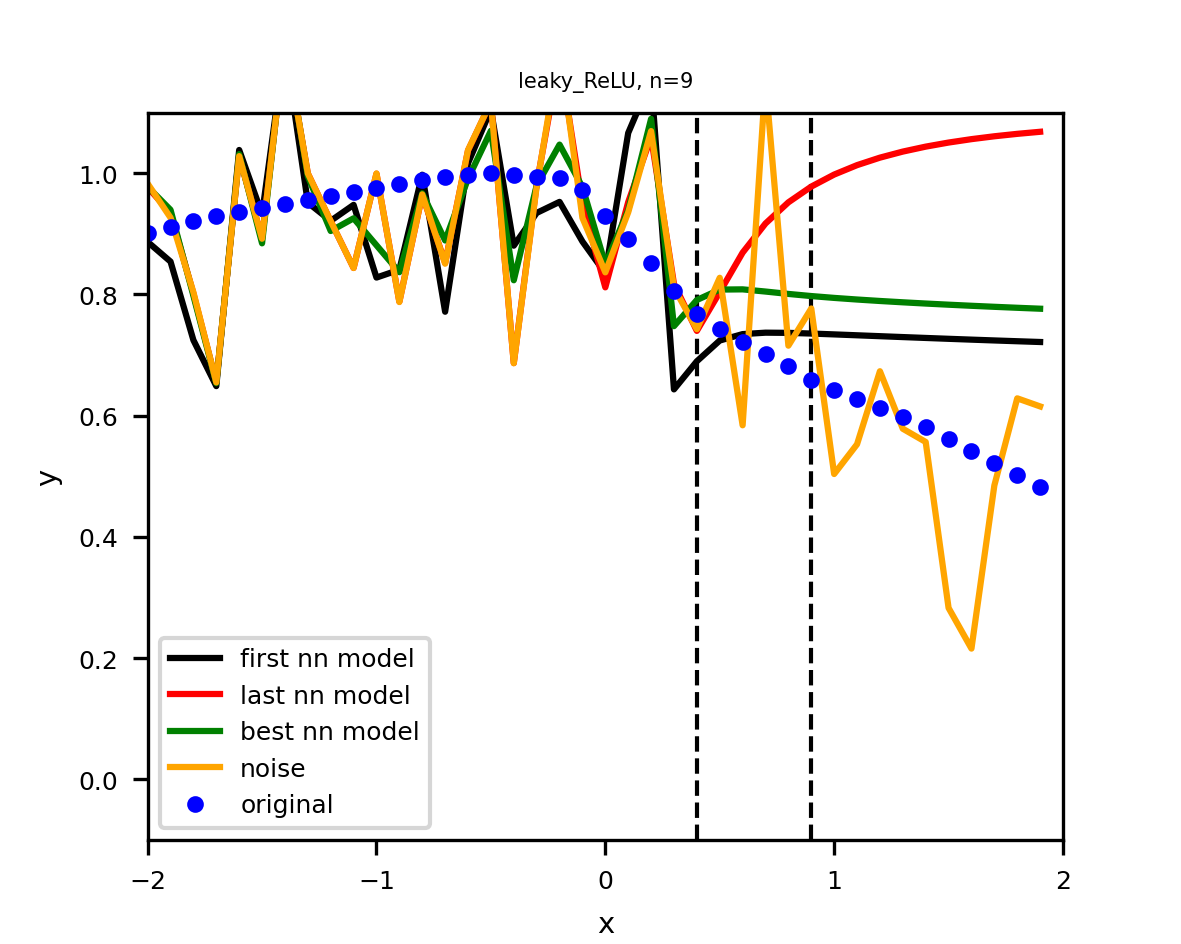 leaky_ReLU, n=9
1.0
0.8
0.6
0.4
0.2
0.0
y
first nn model
last nn model
best nn model
noise
original
−2
−1
0
1
2
x